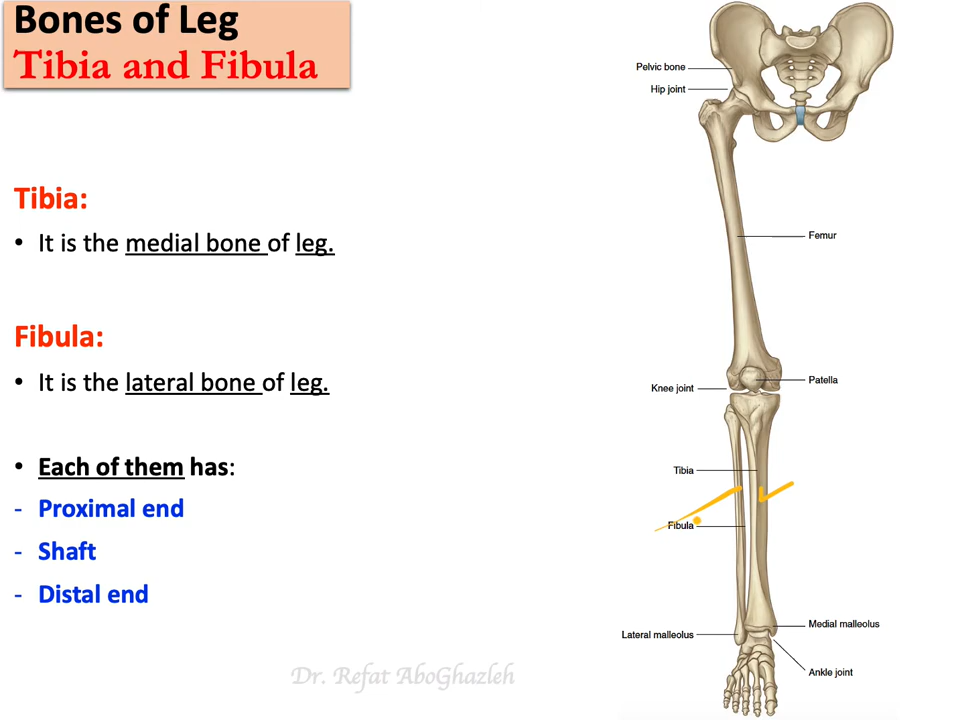 Bones of Leg
Tibia and Fibula
Tibia:
• It is the medial bone of leg.
Fibula:
• It is the lateral bone of leg.
• Each of them has:
- Proximal end
- Shaft
- Distal end
Pelvic bone
Hip joint
Femur
Patella
Knee joint
Tibia
Fibula
Medial malleolus
Lateral malleolus
Ankle joint
Dr. Refat AboGhazleh